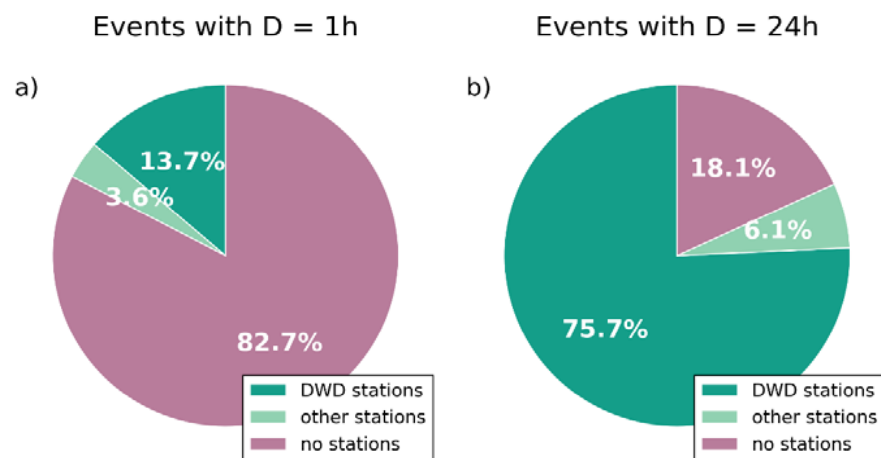 Events with D = 1h
Events with D = 24h
a)
b)
13.7%
3.6%
82.7%
18.1%
6.1%
75.7%
DWD stations
other stations
no stations
DWD stations
other stations
no stations